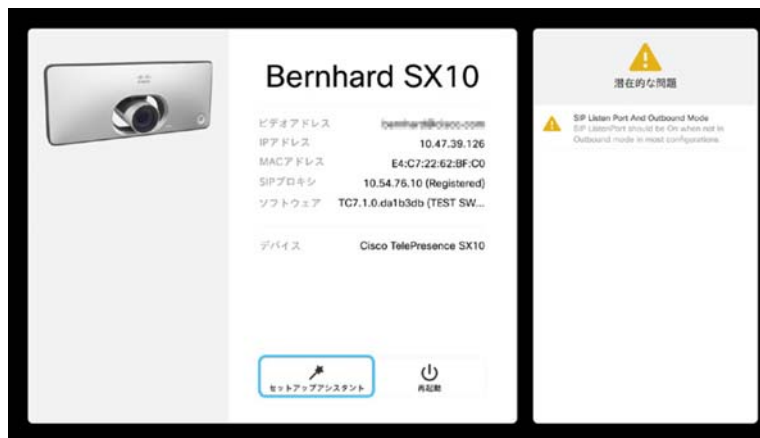 Bernhard SX10
ビデオアドレス
IPアドレス 10.47.39.126
MACアドレス E4:C7:22:62:BF:C0
SIPプロキシ 10.54.76.10 (Registered)
ソフトウェア TC7.1.0.da1b3db (TEST SW...
デバイス Cisco TelePresence SX10
セットアップアシスタント
再起動
潜在的な問題
SIP Listen Port And Outbound Mode
SIP ListenPort should be On when not in
Outbound mode in most configurations.